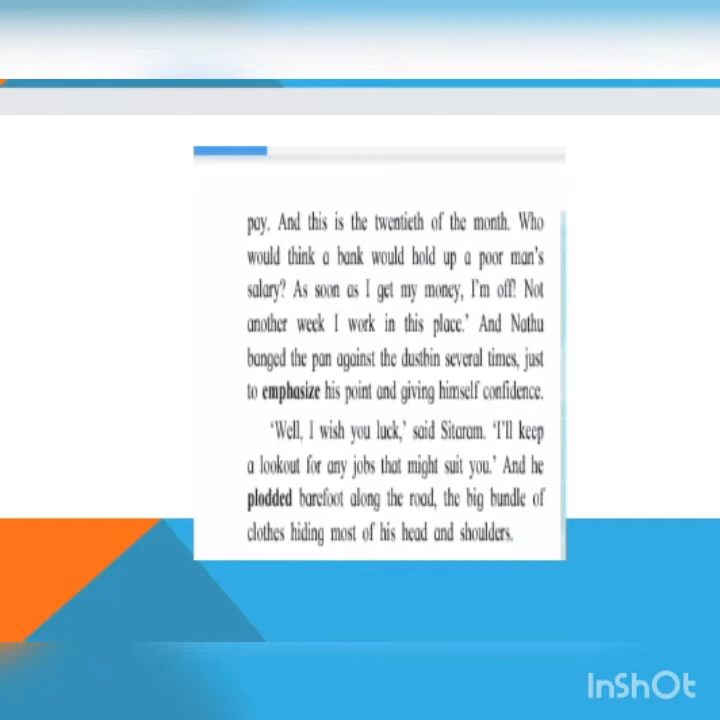 pay. And this is the twentieth of the month. Who
would think a bank would hold up a poor man's
salary? As soon as I get my money, I'm off! Not
another week I work in this place.' And Nathu
banged the pan against the dustbin several times, just
to emphasize his point and giving himself confidence.
'Well, I wish you luck,' said Sitaram. 'I'll keep
a lookout for any jobs that might suit you.' And he
plodded barefoot along the road, the big bundle of
clothes hiding most of his head and shoulders.
InShOt